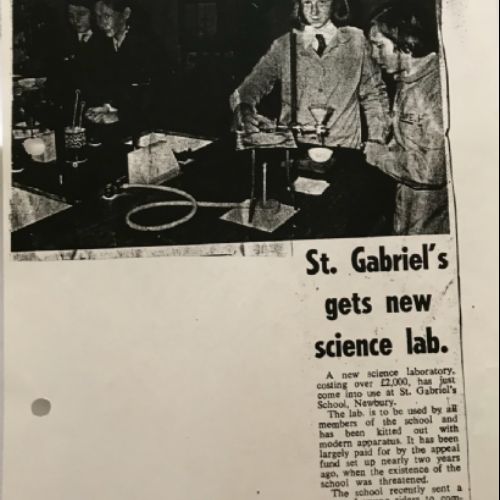 St. Gabriel's
gets new
science lab.
A new science laboratory,
costing over £2,000, has just
come into use at St. Gabriel's
School, Newbury.
The lab. is to be used by all
members of the school and
has been kitted out with
modern apparatus. It has been
largely paid for by the appeal
fund set up nearly two years
ago, when the existence of the
school was threatened.
The school recently sent a